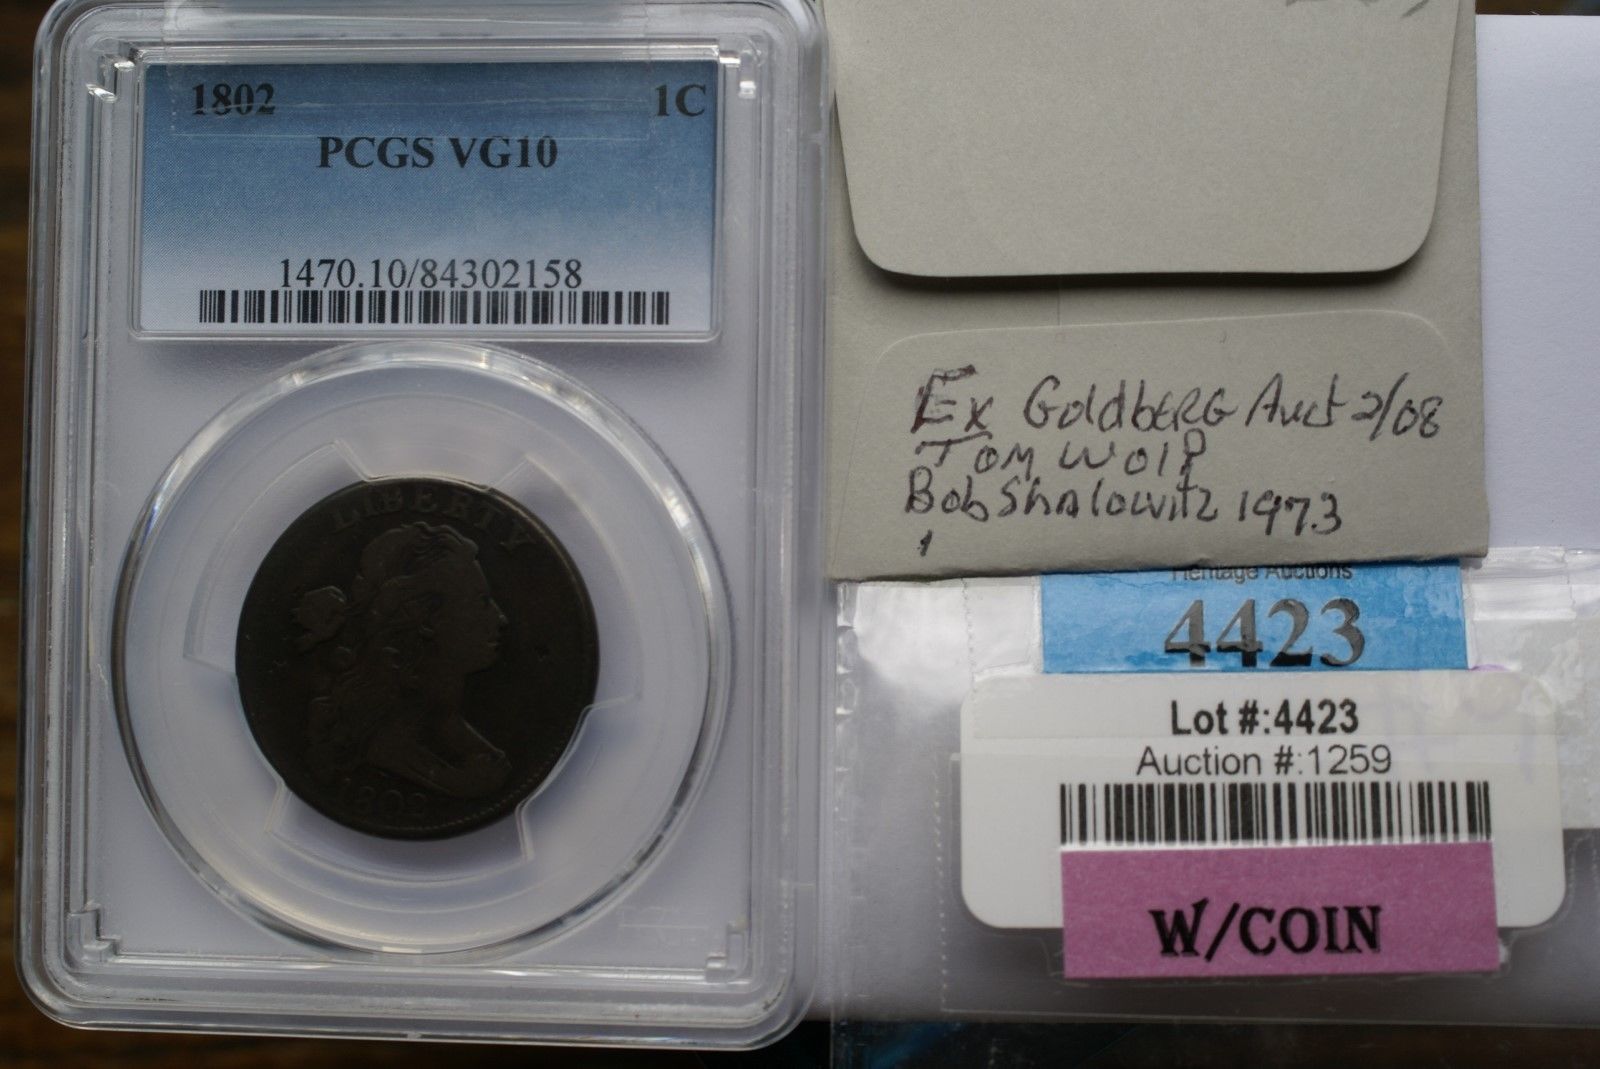 1802 1C
PCGS VG10
1470.10/84302158
LIBERTY
1802
Ex Goldberg Auct 2/08
Tom Wolf
Bob Shalowitz 1973
Heritage Auctions
4423
Lot #:4423
Auction #:1259
W/COIN